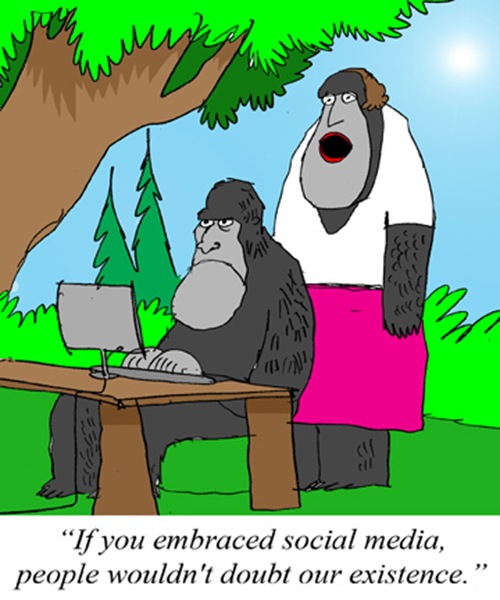 “If you embraced social media,
people wouldn't doubt our existence.”